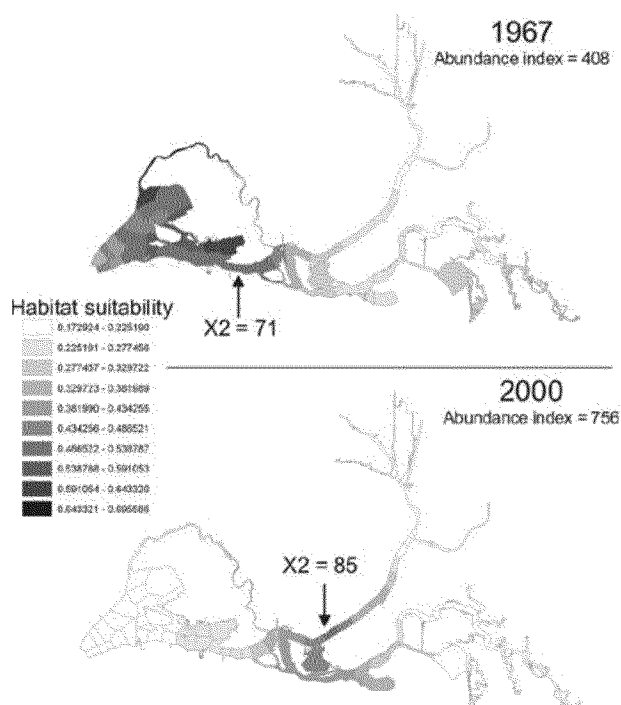 1967
Abundance index = 408
Habitat suitability
0.172924 - 0.225190
0.225191 - 0.277456
0.277457 - 0.329722
0.329723 - 0.381989
0.381990 - 0.434255
0.434256 - 0.486521
0.486522 - 0.538787
0.538788 - 0.591053
0.591054 - 0.643320
0.643321 - 0.695586
X2 = 71
2000
Abundance index = 756
X2 = 85